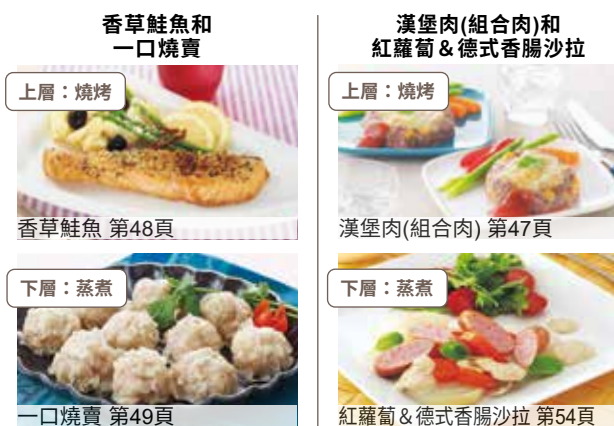 香草鮭魚和
一口燒賣
上層：燒烤
香草鮭魚 第48頁
下層：蒸煮
一口燒賣 第49頁
漢堡肉(組合肉)和
紅蘿蔔＆德式香腸沙拉
上層：燒烤
漢堡肉(組合肉) 第47頁
下層：蒸煮
紅蘿蔔＆德式香腸沙拉 第54頁